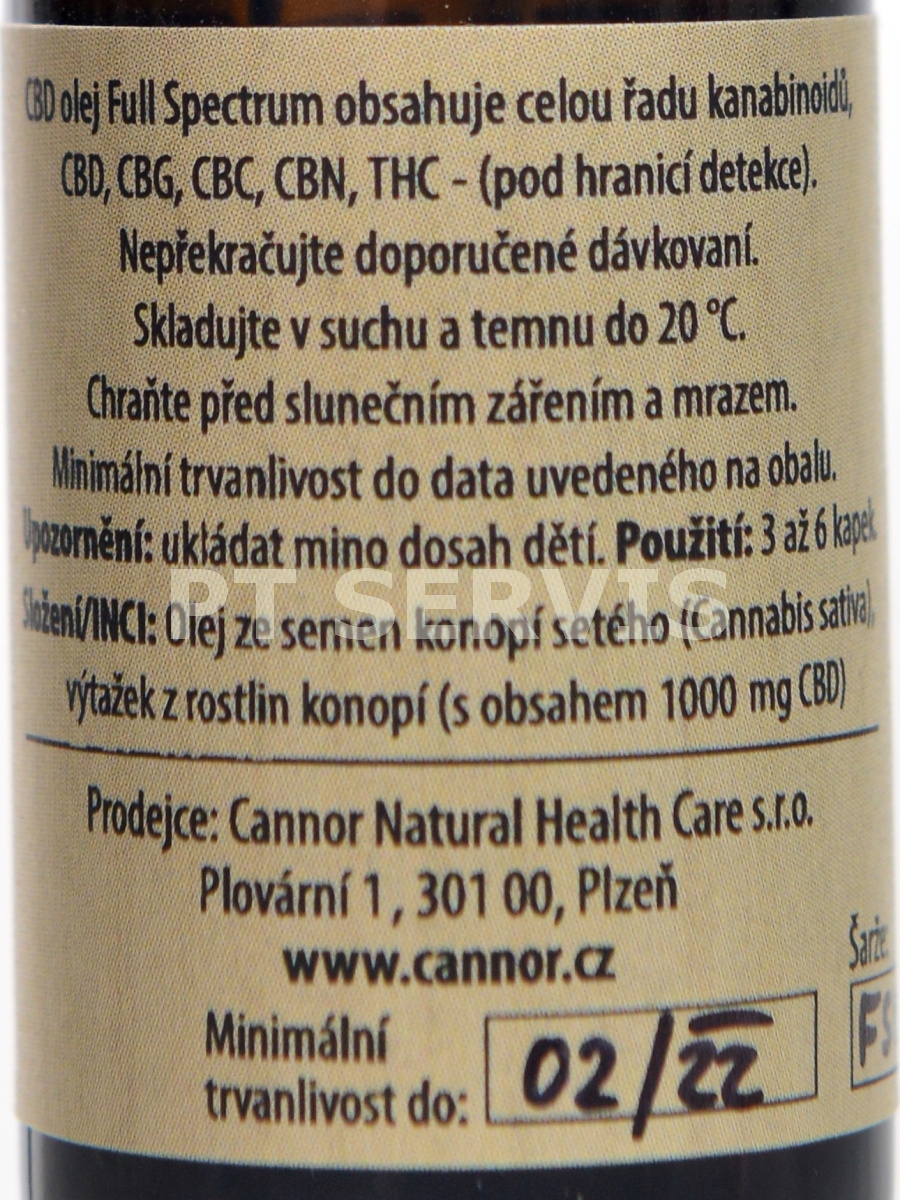 CBD olej Full Spectrum obsahuje celou řadu kanabinoidů,
CBD, CBG, CBC, CBN, THC - (pod hranicí detekce).
Nepřekračujte doporučené dávkovaní.
Skladujte v suchu a temnu do 20 °C.
Chraňte před slunečním zářením a mrazem.
Minimální trvanlivost do data uvedeného na obalu.
Upozornění: ukládat mino dosah dětí. Použití: 3 až 6 kapek.
PT SERVIS
Složení/INCI: Olej ze semen konopí setého (Cannabis sativa),
výtažek z rostlin konopí (s obsahem 1000 mg CBD)
Prodejce: Cannor Natural Health Care s.r.o.
Plovární 1, 301 00, Plzeň
www.cannor.cz
Šarže:
Minimální
trvanlivost do: 02/22